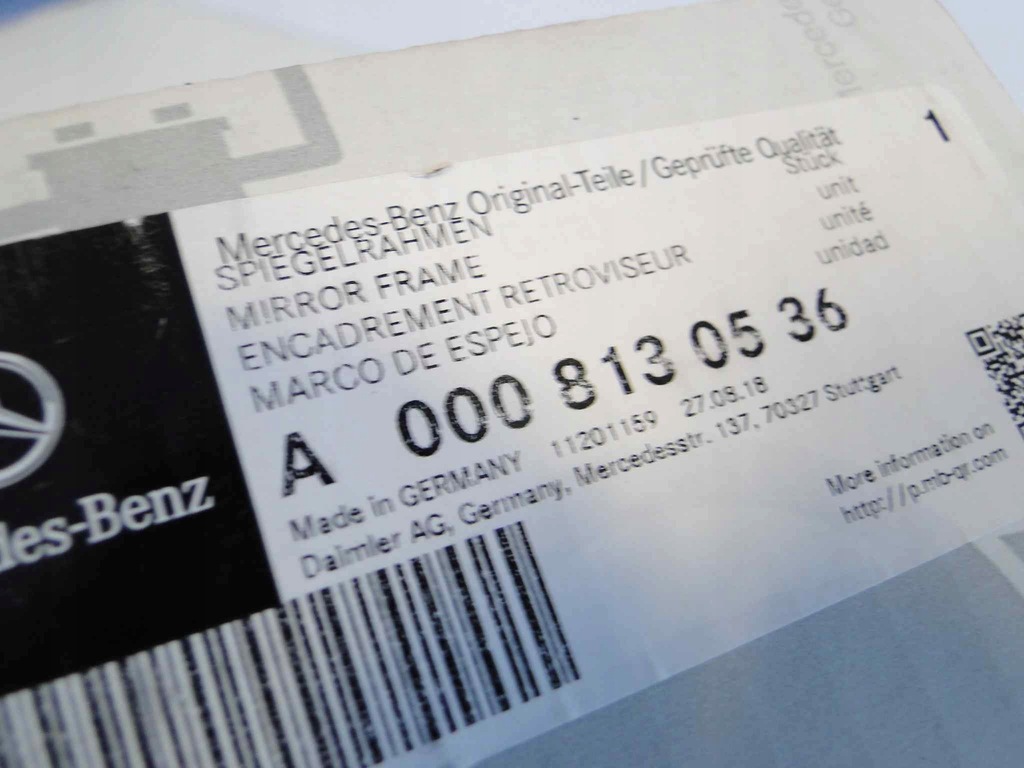 Mercedes-Benz Original-Teile / Geprüfte Qualität
SPIEGELRAHMEN
MIRROR FRAME
ENCADREMENT RETROVISEUR
MARCO DE ESPEJO
1
Stück
unit
unité
unidad
A 000 813 05 36
Made in GERMANY 11201159 27.08.18
Daimler AG, Germany, Mercedesstr. 137, 70327 Stuttgart
More information on
http://p.mb-qr.com
des-Benz